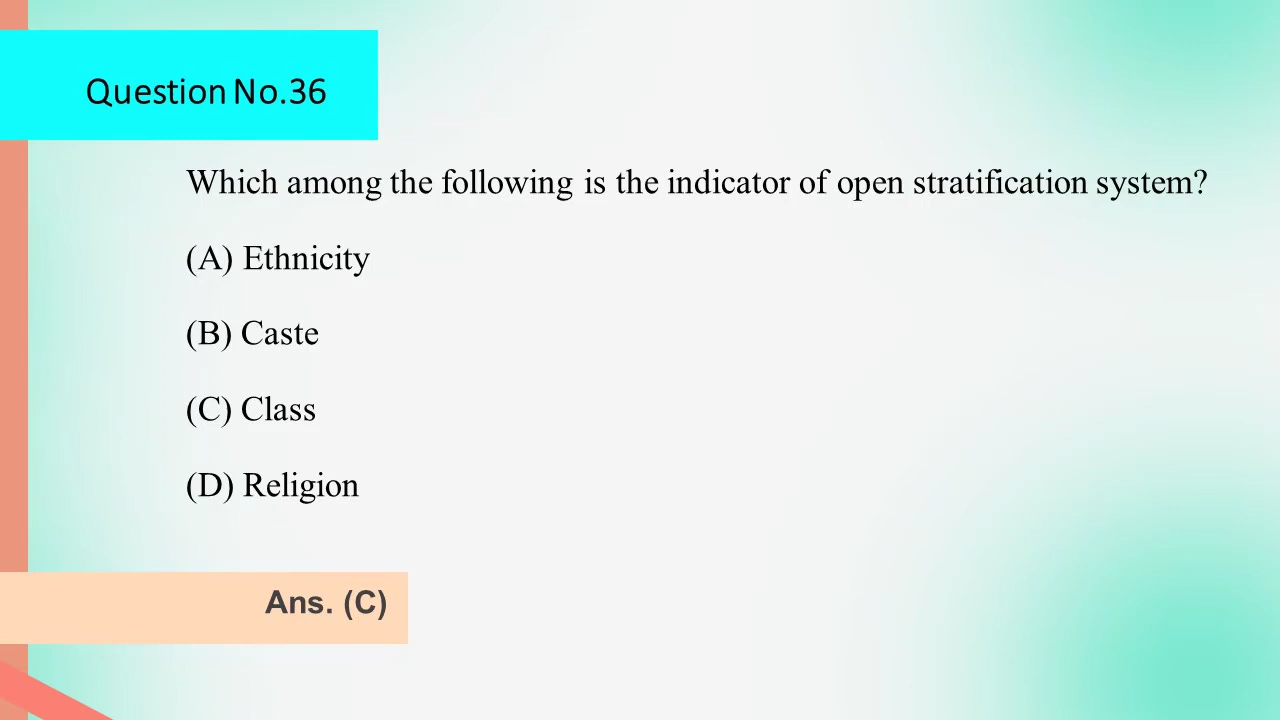 Question No.36
Which among the following is the indicator of open stratification system?
(A) Ethnicity
(B) Caste
(C) Class
(D) Religion
Ans. (C)